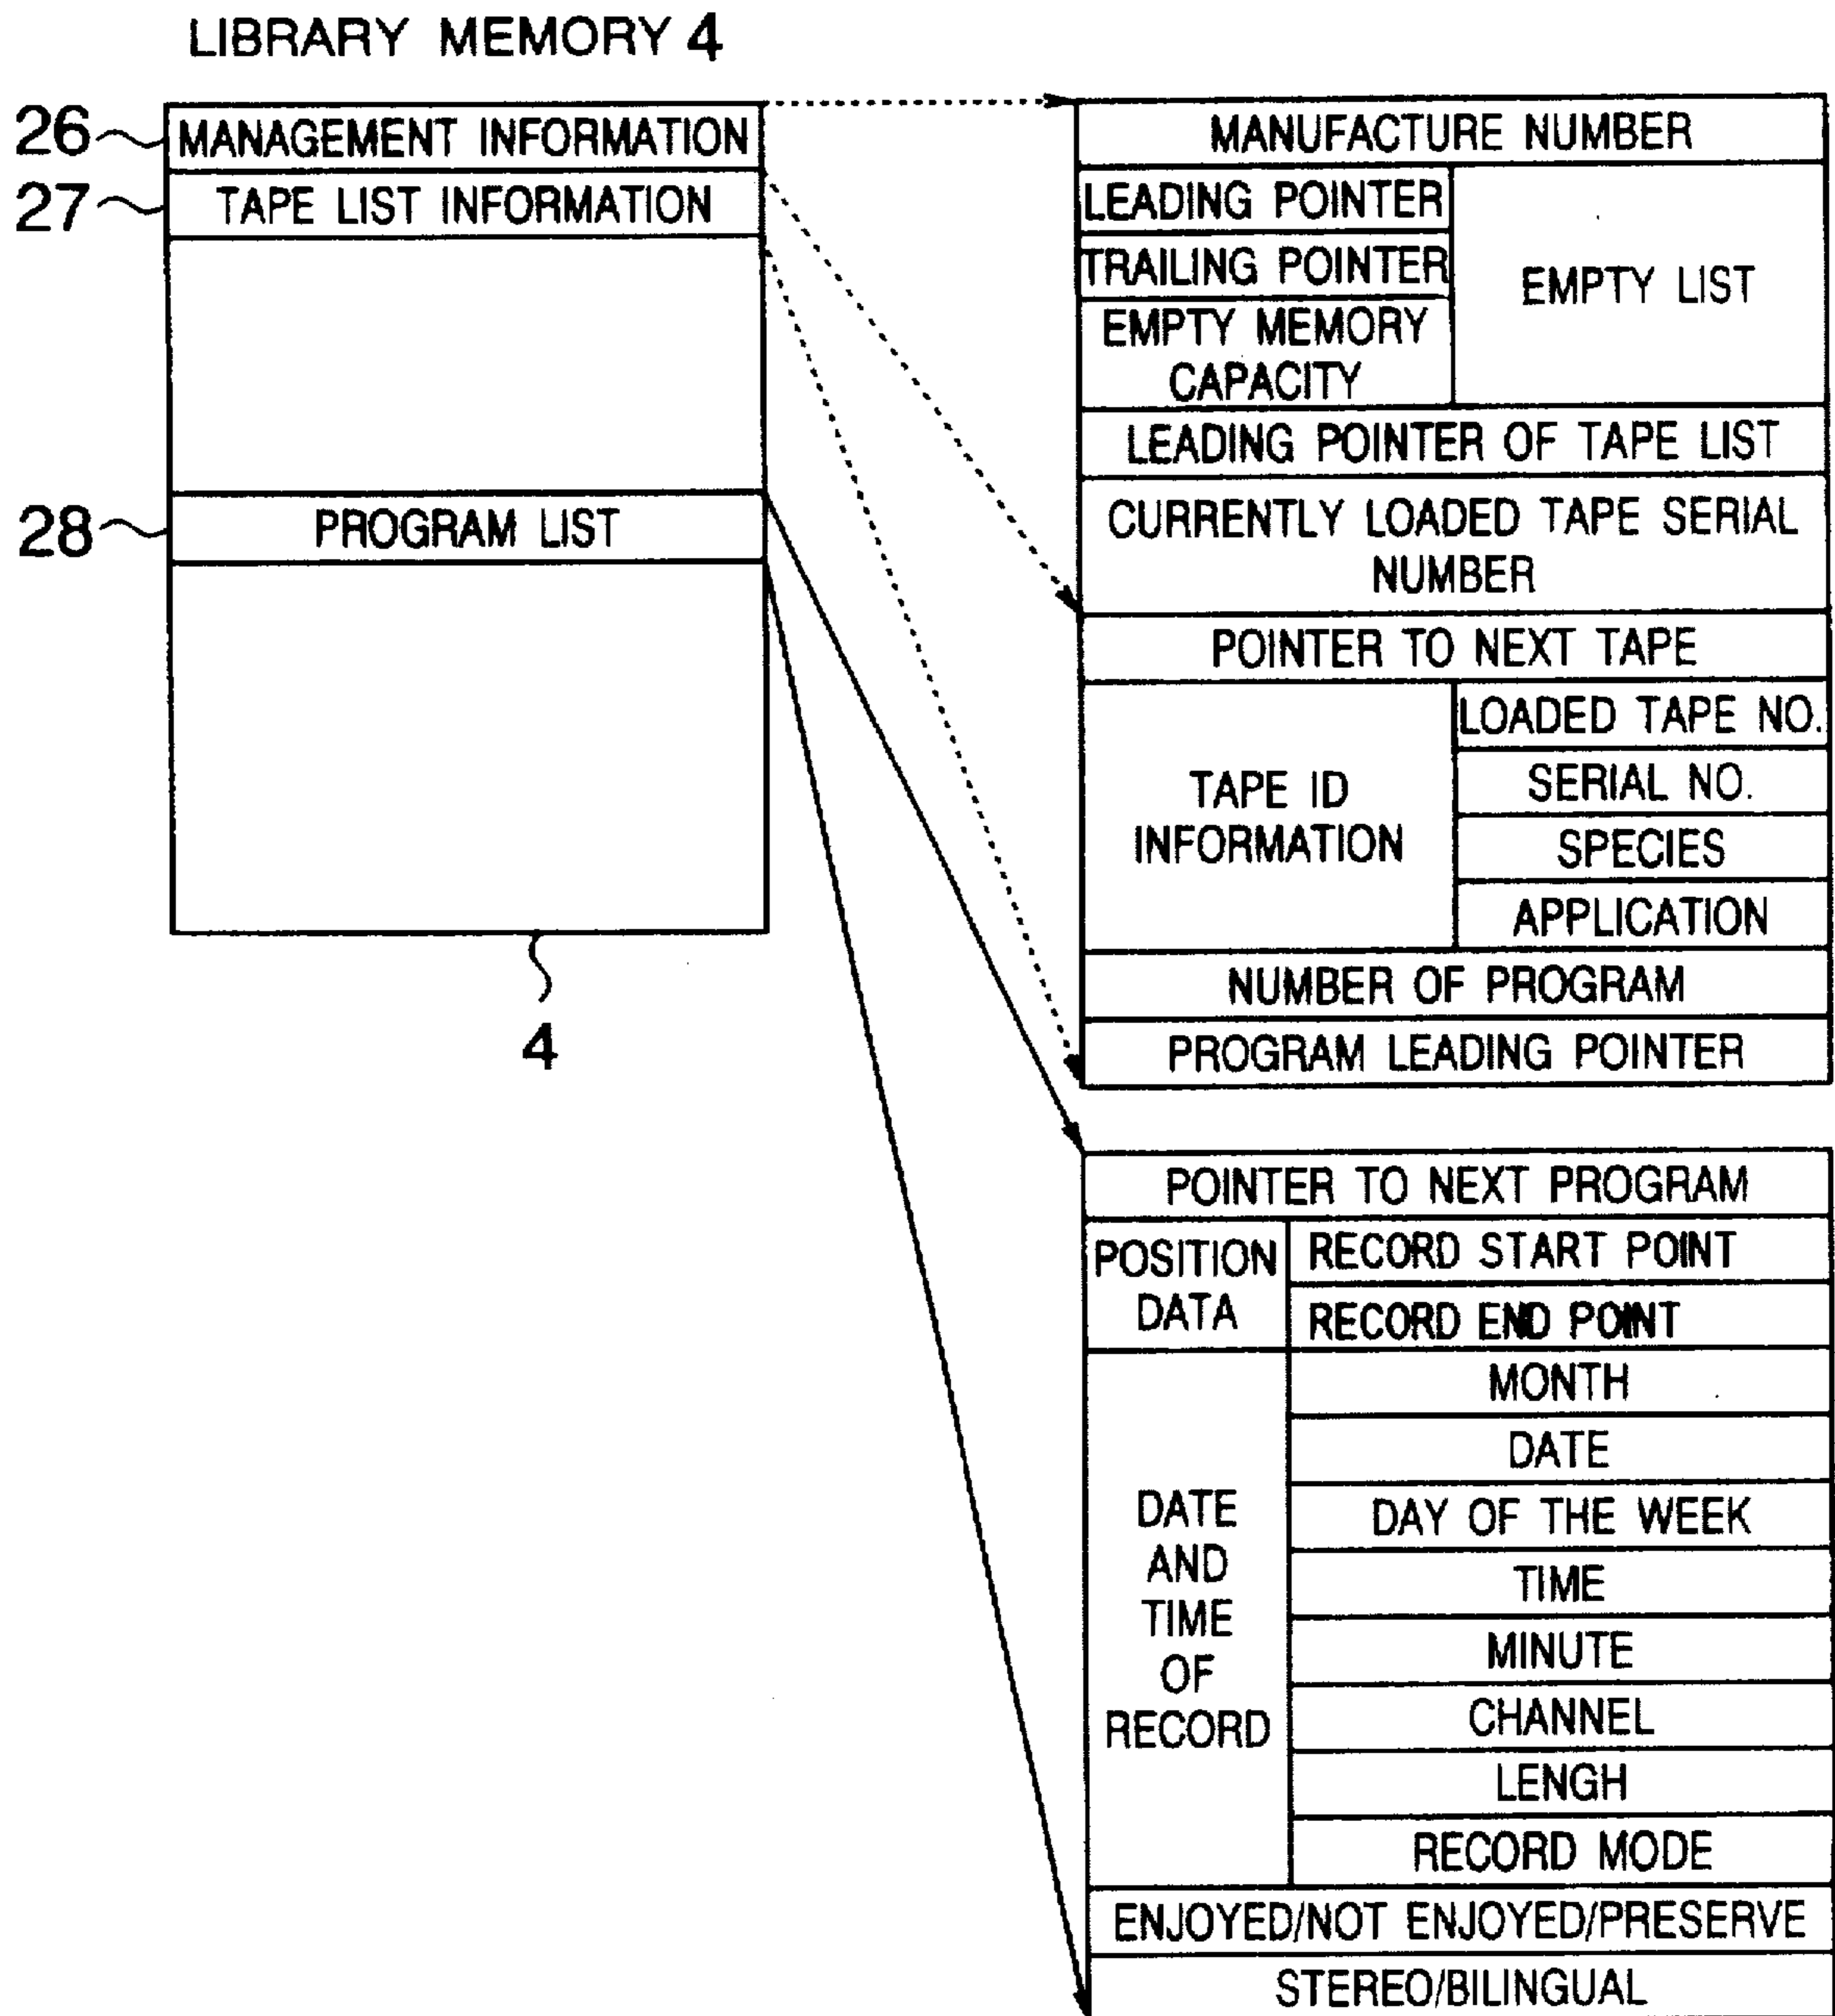 LIBRARY MEMORY 4
26
MANAGEMENT INFORMATION
27
TAPE LIST INFORMATION
28
PROGRAM LIST
4
MANUFACTURE NUMBER
LEADING POINTER
TRAILING POINTER
EMPTY MEMORY
CAPACITY
EMPTY LIST
LEADING POINTER OF TAPE LIST
CURRENTLY LOADED TAPE SERIAL
NUMBER
POINTER TO NEXT TAPE
TAPE ID
INFORMATION
LOADED TAPE NO.
SERIAL NO.
SPECIES
APPLICATION
NUMBER OF PROGRAM
PROGRAM LEADING POINTER
POINTER TO NEXT PROGRAM
POSITION
DATA
RECORD START POINT
RECORD END POINT
DATE
AND
TIME
OF
RECORD
MONTH
DATE
DAY OF THE WEEK
TIME
MINUTE
CHANNEL
LENGH
RECORD MODE
ENJOYED/NOT ENJOYED/PRESERVE
STEREO/BILINGUAL